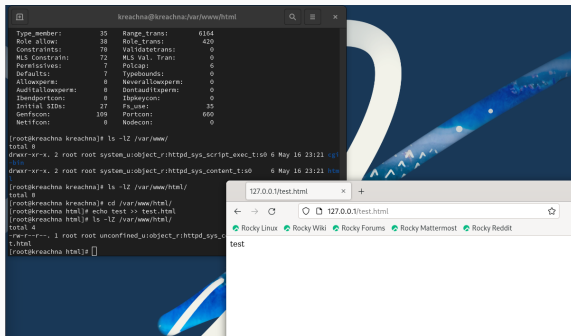 kreachna@kreachna:/var/www/html
Type_member: 35 Range_trans: 6164
Role allow: 38 Role_trans: 420
Constraints: 70 Validatetrans: 0
MLS Constrain: 72 MLS Val. Tran: 0
Permissives: 7 Polcap: 6
Defaults: 7 Typebounds: 0
Allowxperm: 0 Neverallowxperm: 0
Auditallowxperm: 0 Dontauditxperm: 0
Ibendportcon: 0 Ibpkeycon: 0
Initial SIDs: 27 Fs_use: 35
Genfscon: 109 Portcon: 660
Netifcon: 0 Nodecon: 0
[root@kreachna kreachna]# ls -lZ /var/www/
total 0
drwxr-xr-x. 2 root root system_u:object_r:httpd_sys_script_exec_t:s0 6 May 16 23:21 cgi
-bin
drwxr-xr-x. 2 root root system_u:object_r:httpd_sys_content_t:s0 6 May 16 23:21 htm
l
[root@kreachna kreachna]# ls -lZ /var/www/html/
total 0
[root@kreachna kreachna]# cd /var/www/html/
[root@kreachna html]# echo test >> test.html
[root@kreachna html]# ls -lZ /var/www/html/
total 4
-rw-r--r--. 1 root root unconfined_u:object_r:httpd_sys_c
t.html
[root@kreachna html]#
127.0.0.1/test.html
127.0.0.1/test.html
Rocky Linux Rocky Wiki Rocky Forums Rocky Mattermost Rocky Reddit
test